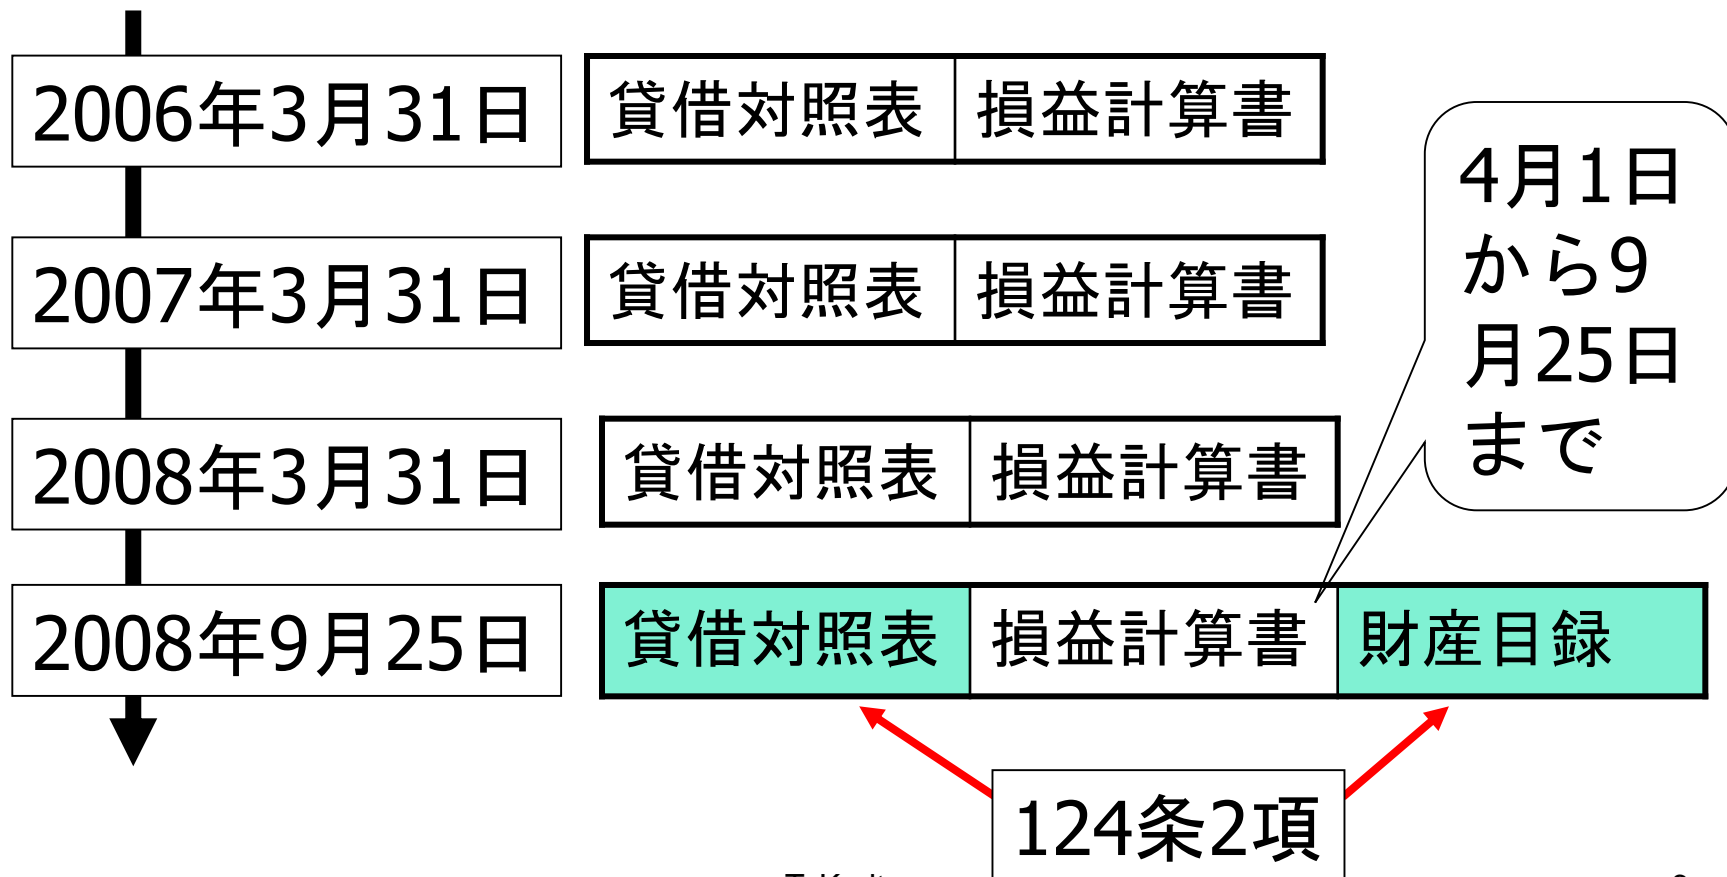 2006年3月31日
貸借対照表 損益計算書
2007年3月31日
貸借対照表 損益計算書
4月1日
から9
月25日
まで
2008年3月31日
貸借対照表 損益計算書
2008年9月25日
貸借対照表 損益計算書 財産目録
124条2項